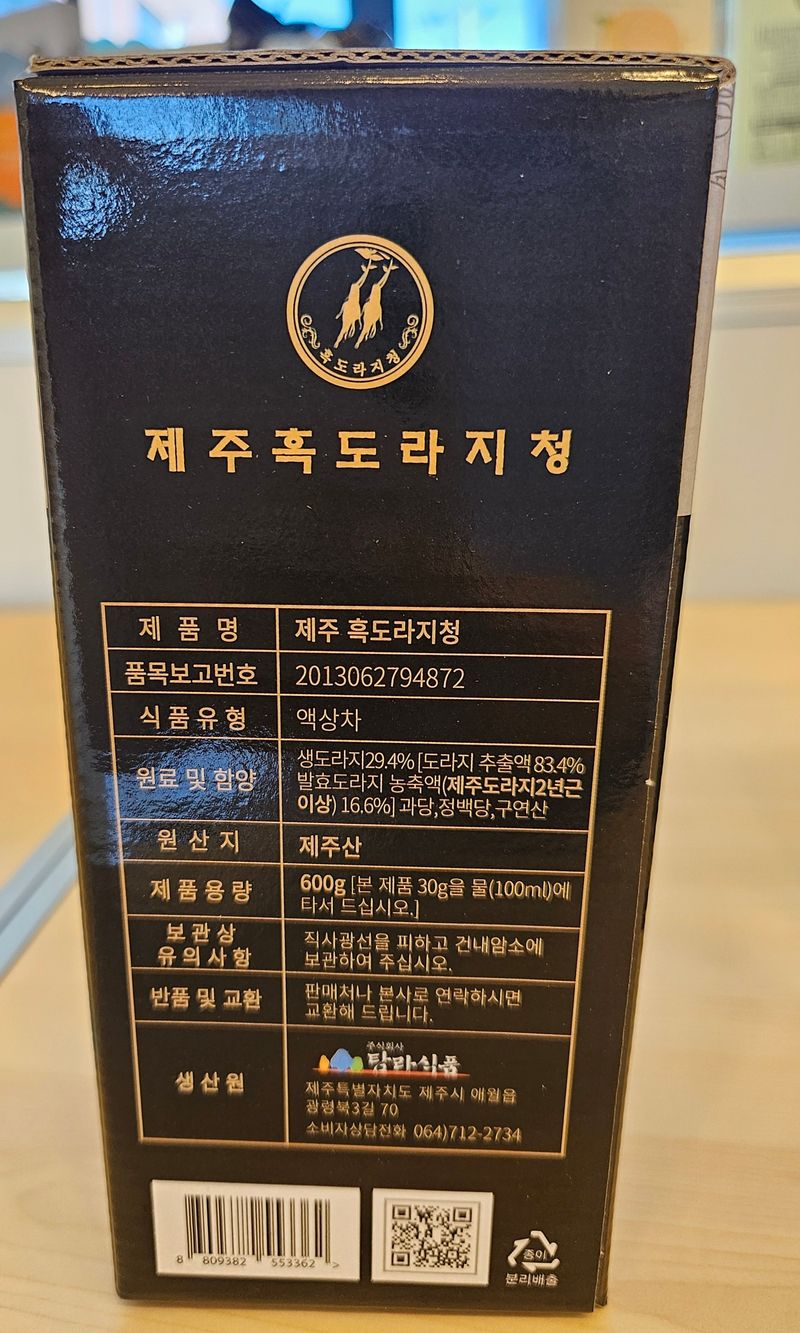 흑도라지청
제주흑도라지청
제품명 제주 흑도라지청
품목보고번호 2013062794872
식품유형 액상차
원료 및 함양 생도라지29.4% [도라지 추출액 83.4%
발효도라지 농축액(제주도라지2년근
이상) 16.6%] 과당,정백당,구연산
원산지 제주산
제품용량 600g [본 제품 30g을 물(100ml)에
타서 드십시오.]
보관상
유의사항
직사광선을 피하고 건내암소에
보관하여 주십시오.
반품 및 교환 판매처나 본사로 연락하시면
교환해 드립니다.
생산원
주식회사
탐라식품
제주특별자치도 제주시 애월읍
광령북3길 70
소비자상담전화 064)712-2734
8 809382 553362 >
종이
분리배출